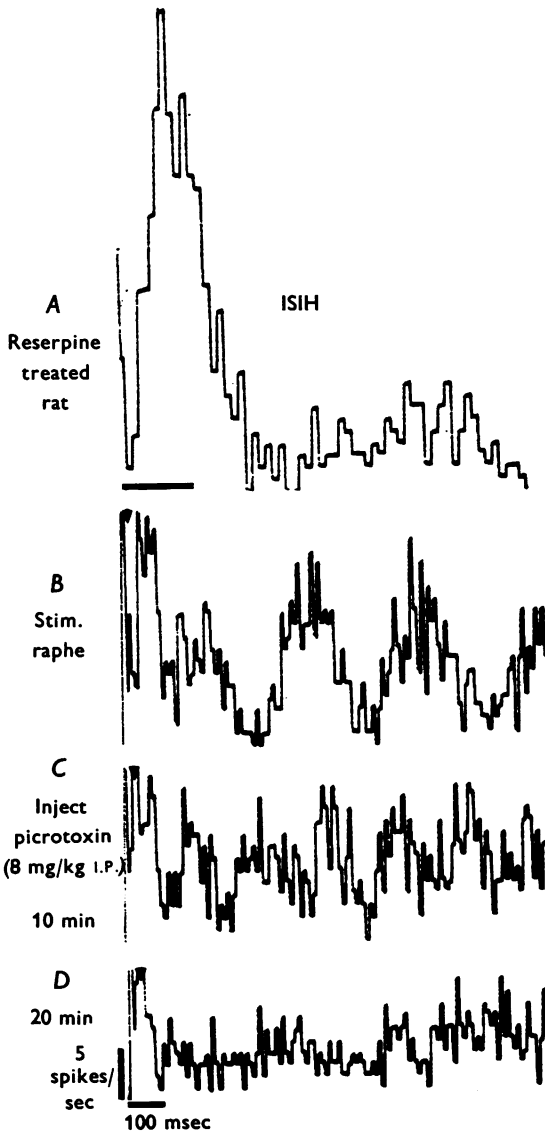 A
ISIH
Reserpine
treated
rat
B
Stim.
raphe
C
Inject
picrotoxin
(8 mg/kg I.P.)
10 min
D
20 min
5
spikes/
sec
100 msec